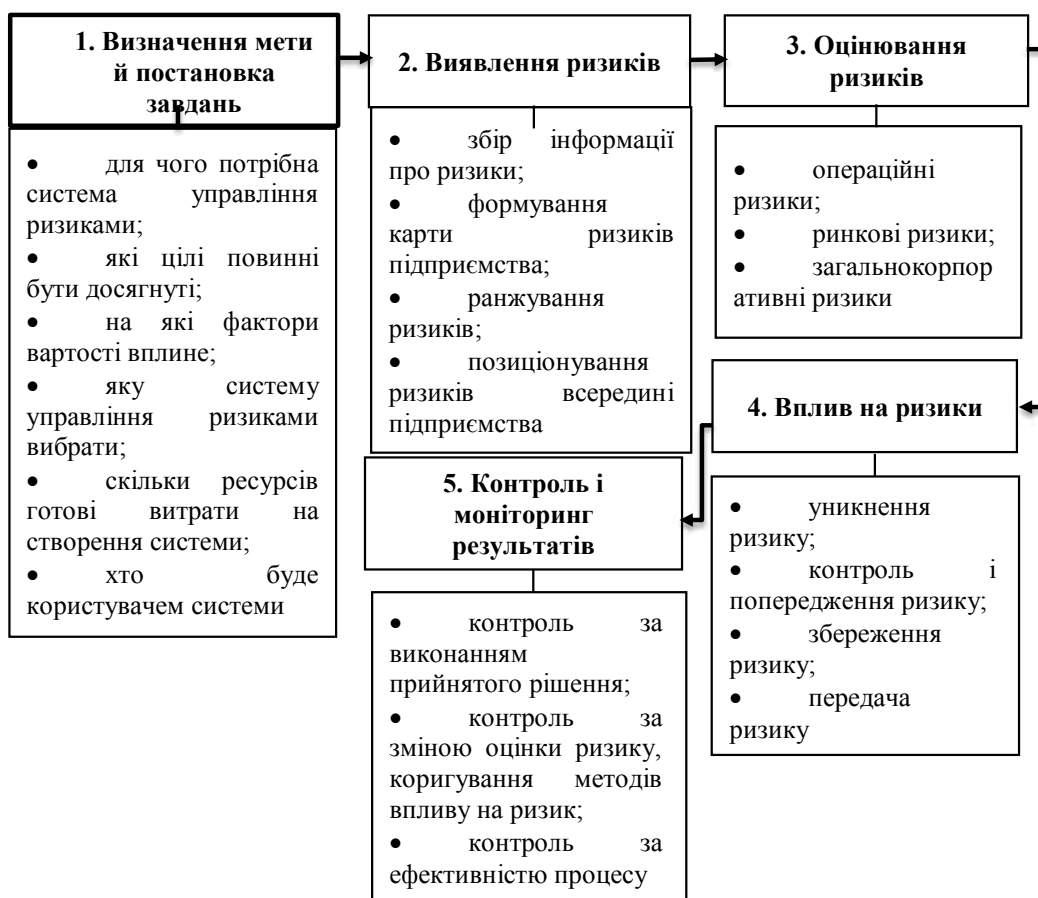 1. Визначення мети
й постановка
завдань
• для чого потрібна
система управління
ризиками;
• які цілі повинні
бути досягнуті;
• на які фактори
вартості вплине;
• яку систему
управління ризиками
вибрати;
• скільки ресурсів
готові витрати на
створення системи;
• хто буде
користувачем системи
2. Виявлення ризиків
• збір інформації
про ризики;
• формування
карти ризиків
підприємства;
• ранжування
ризиків;
• позиціонування
ризиків всередині
підприємства
3. Оцінювання
ризиків
• операційні
ризики;
• ринкові ризики;
• загальнокорпор
ативні ризики
4. Вплив на ризики
• уникнення
ризику;
• контроль і
попередження ризику;
• збереження
ризику;
• передача
ризику
5. Контроль і
моніторинг
результатів
• контроль за
виконанням
прийнятого рішення;
• контроль за
зміною оцінки ризику,
коригування методів
впливу на ризик;
• контроль за
ефективністю процесу